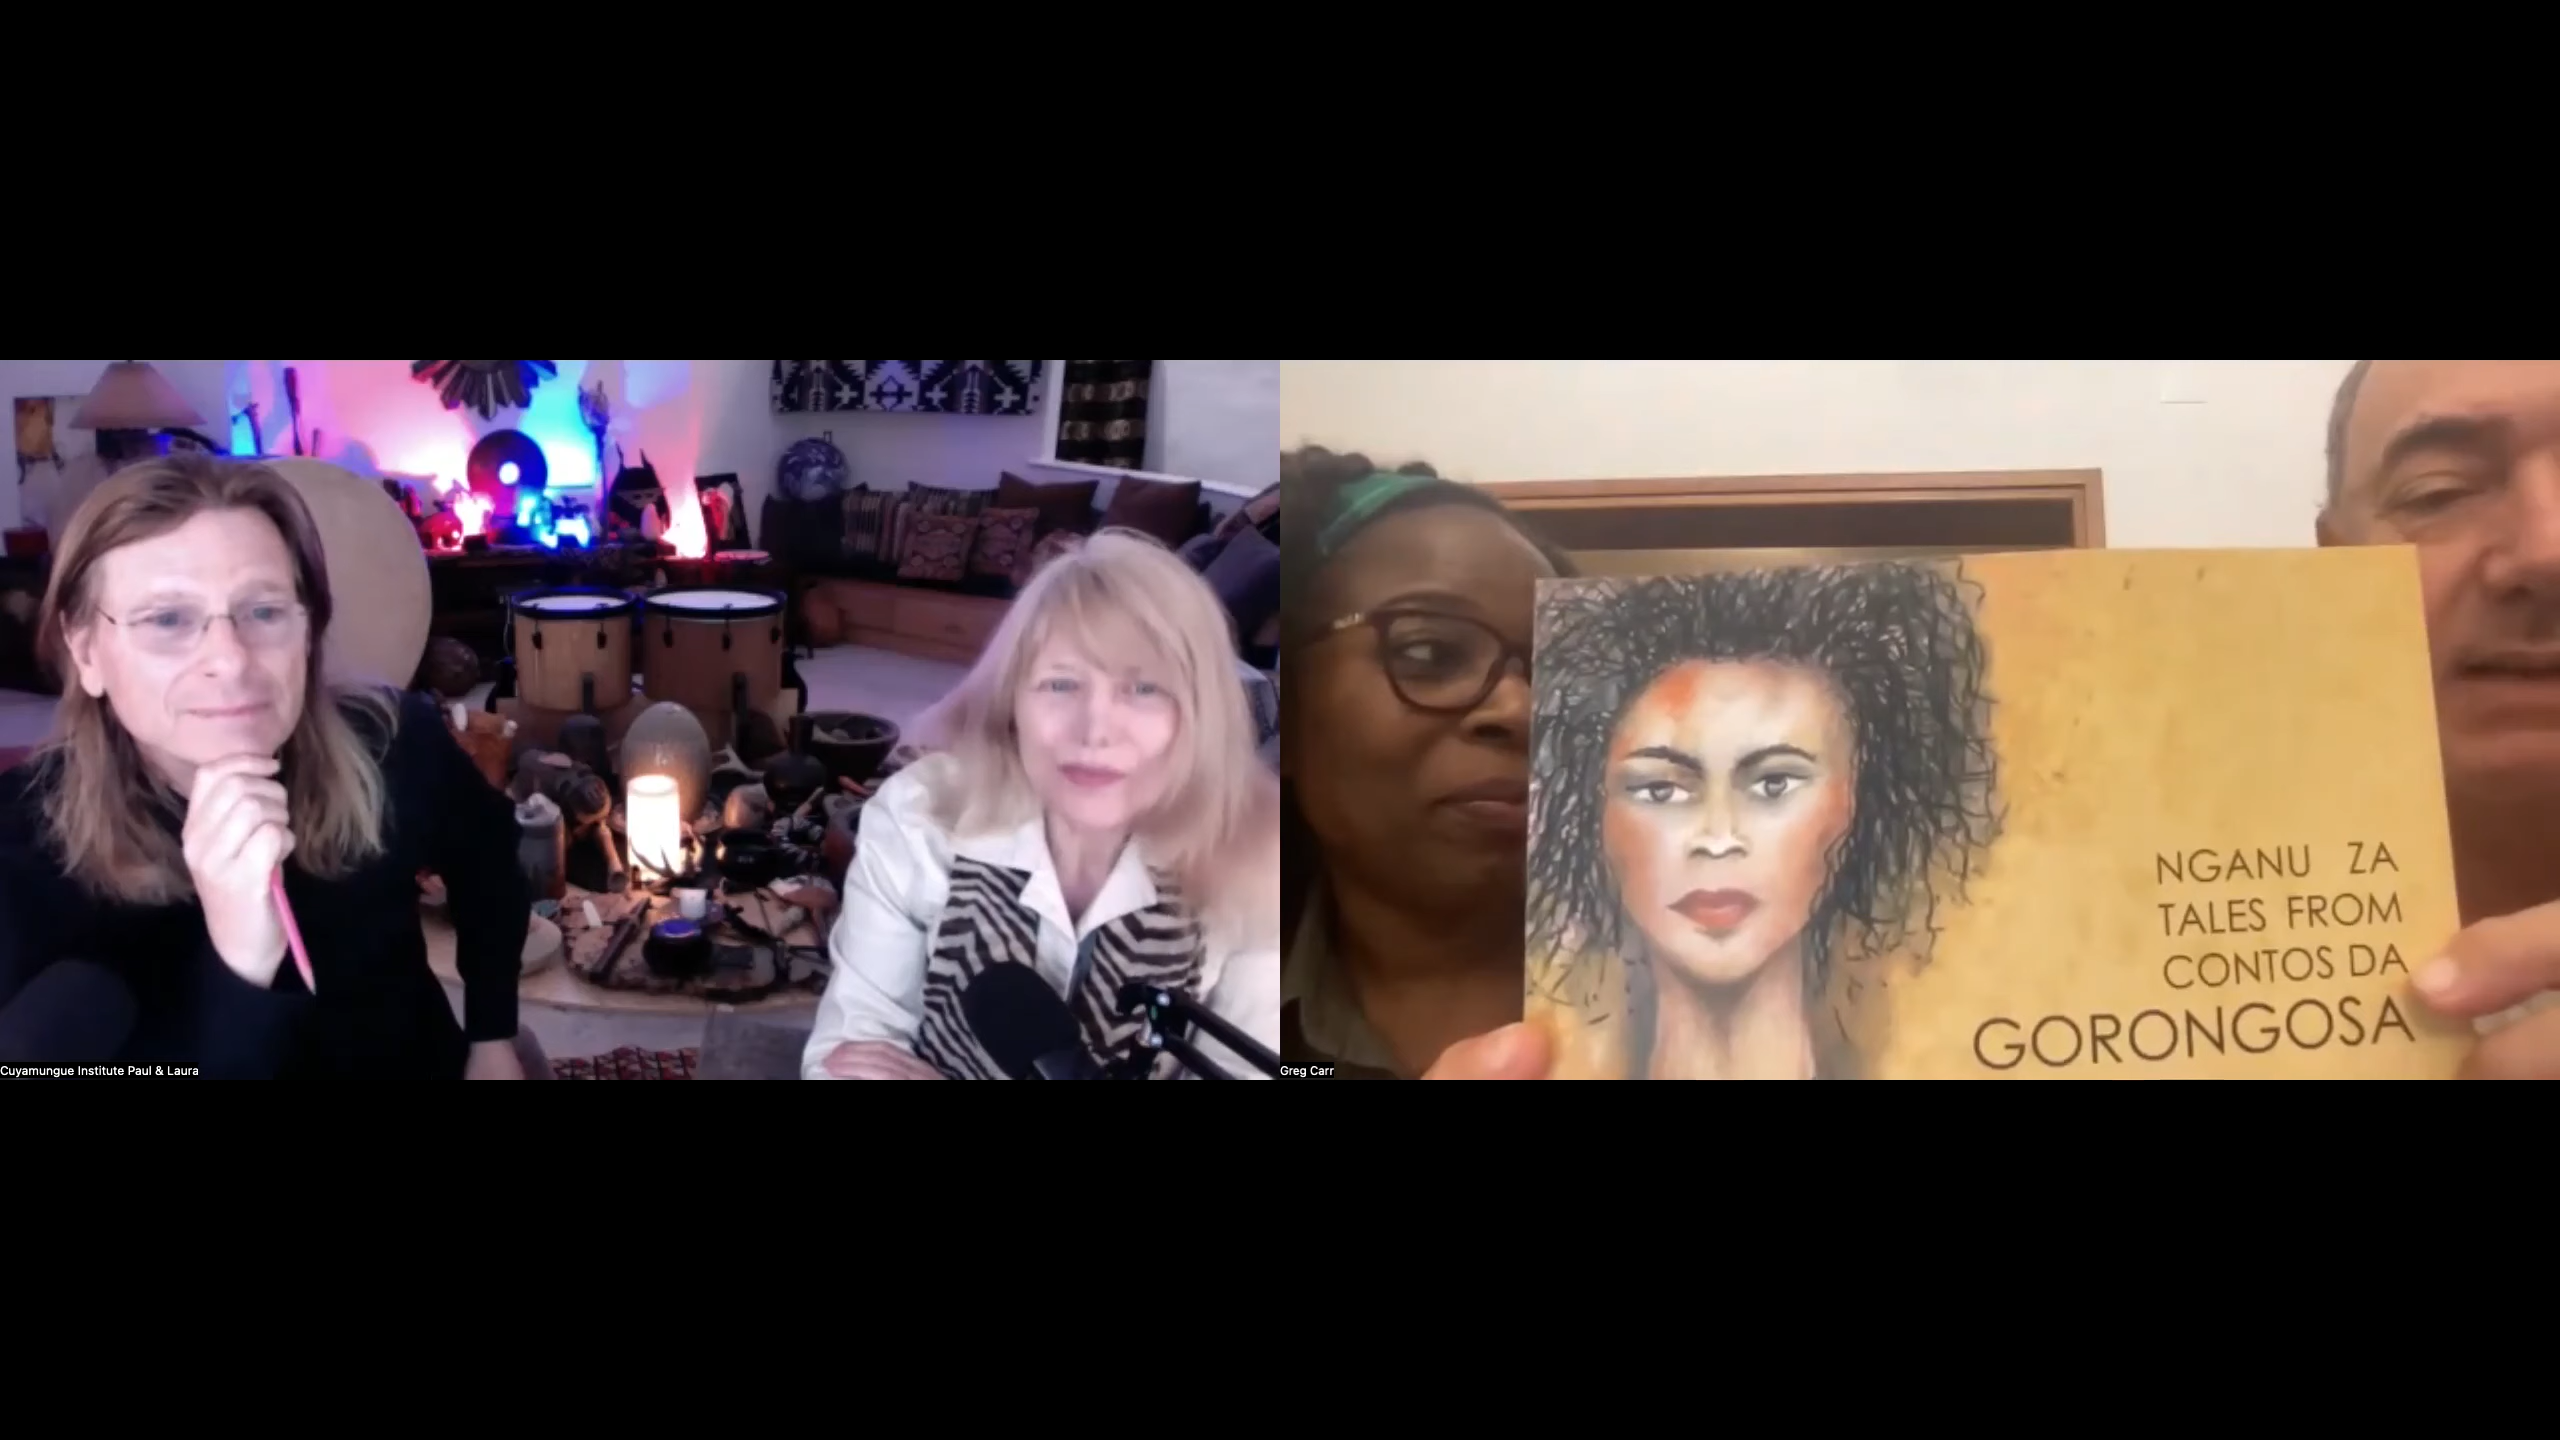 Cuyamungue Institute Paul & Laura
Greg Carr
NGANU ZA
TALES FROM
CONTOS DA
GORONGOSA